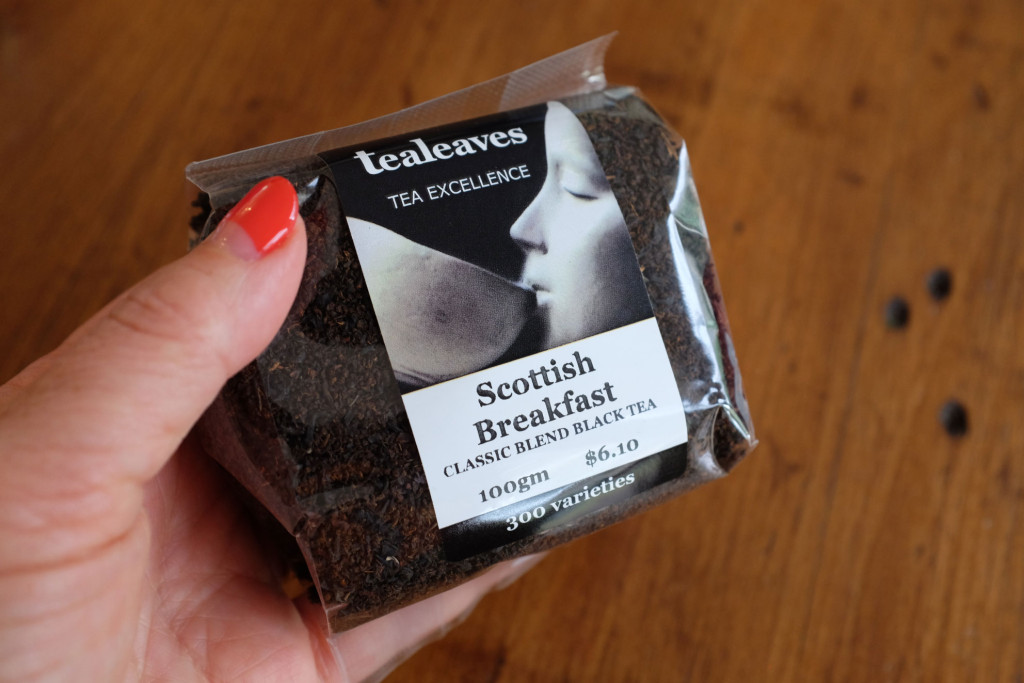 tealeaves
TEA EXCELLENCE
Scottish
Breakfast
CLASSIC BLEND BLACK TEA
100gm $6.10
300 varieties